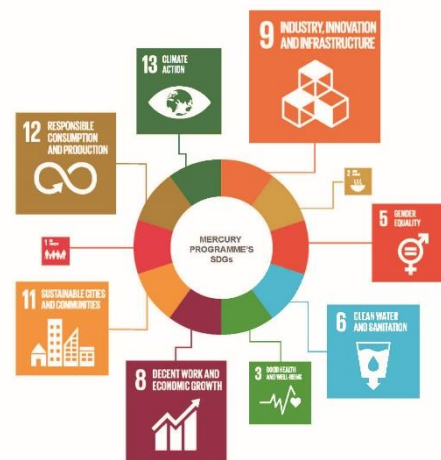 13 CLIMATE
ACTION
9 INDUSTRY, INNOVATION
AND INFRASTRUCTURE
12 RESPONSIBLE
CONSUMPTION
AND PRODUCTION
2
MERCURY
PROGRAMME'S
SDGs
5 GENDER
EQUALITY
1
11 SUSTAINABLE CITIES
AND COMMUNITIES
6 CLEAN WATER
AND SANITATION
8 DECENT WORK AND
ECONOMIC GROWTH
3 GOOD HEALTH
AND WELL-BEING